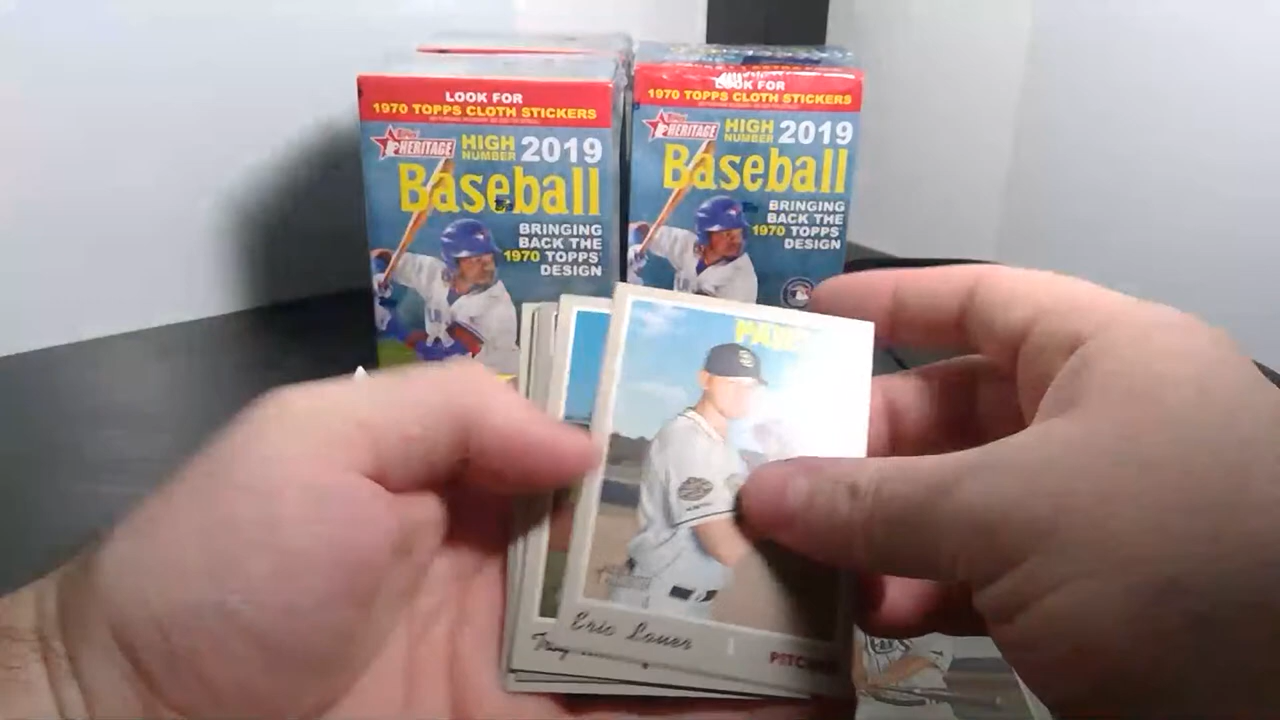 LOOK FOR
1970 TOPPS CLOTH STICKERS
Topps
HERITAGE
HIGH NUMBER 2019
Baseball
BRINGING
BACK THE
1970 TOPPS
DESIGN
LOOK FOR
1970 TOPPS CLOTH STICKERS
Topps
HERITAGE
HIGH NUMBER 2019
Baseball
BRINGING
BACK THE
1970 TOPPS
DESIGN
Eric Lauer